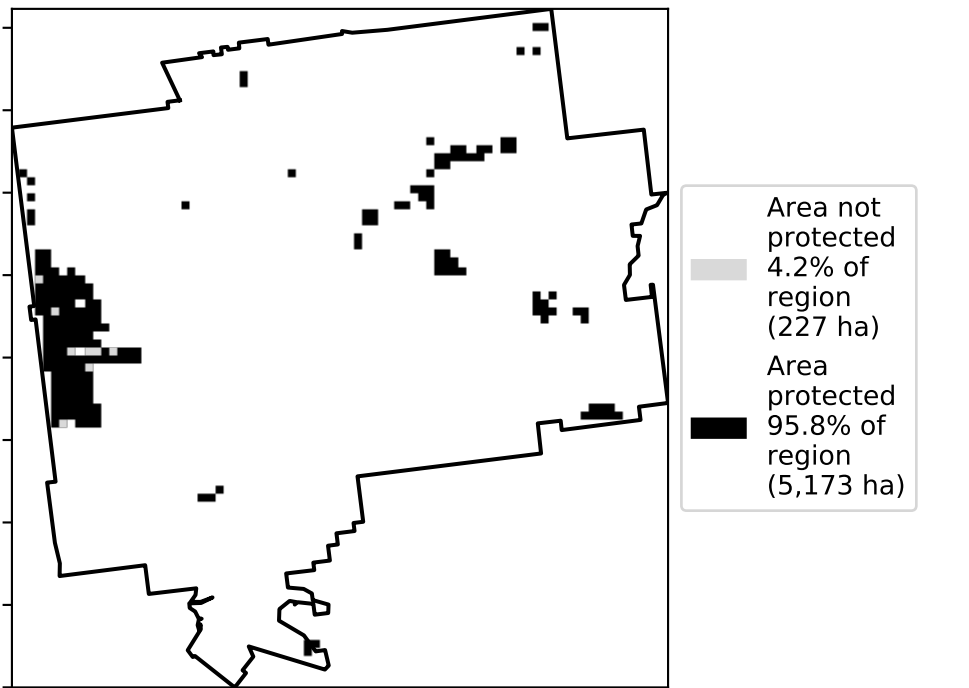 Area not
protected
4.2% of
region
(227 ha)
Area
protected
95.8% of
region
(5,173 ha)